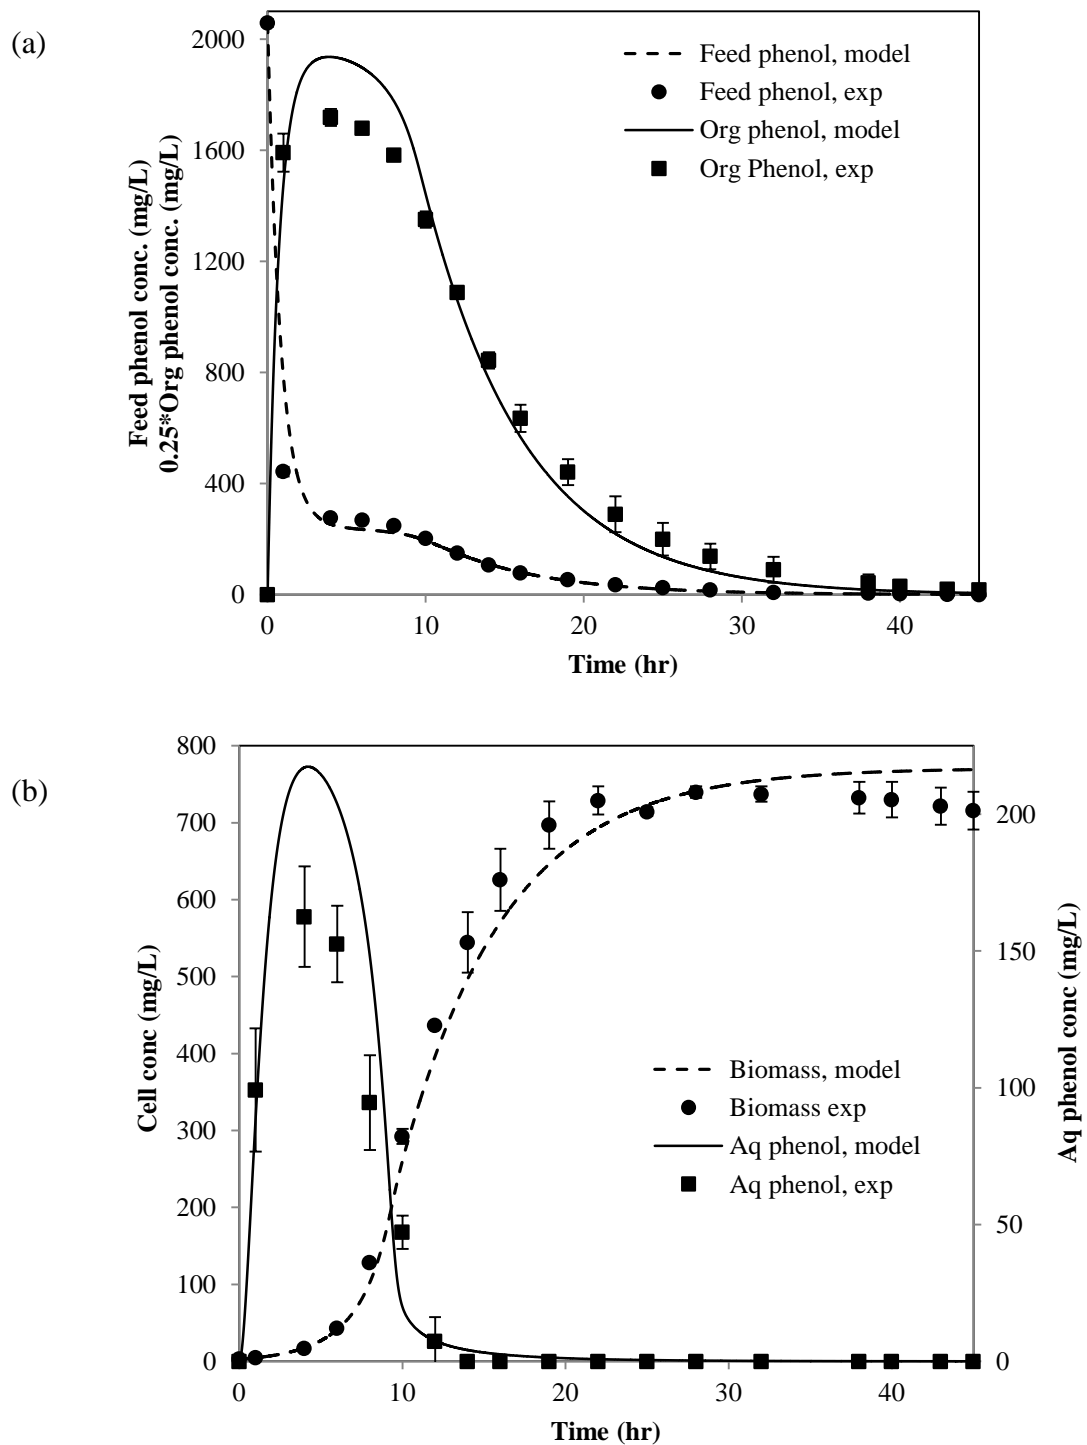 (a)
2000
1600
1200
800
400
0
Feed phenol conc. (mg/L)
0.25*Org phenol conc. (mg/L)
Feed phenol, model
Feed phenol, exp
Org phenol, model
Org Phenol, exp
0 10 20 30 40
Time (hr)
(b)
800
700
600
500
400
300
200
100
0
Cell conc (mg/L)
Biomass, model
Biomass exp
Aq phenol, model
Aq phenol, exp
200
150
100
50
0
Aq phenol conc (mg/L)
0 10 20 30 40
Time (hr)